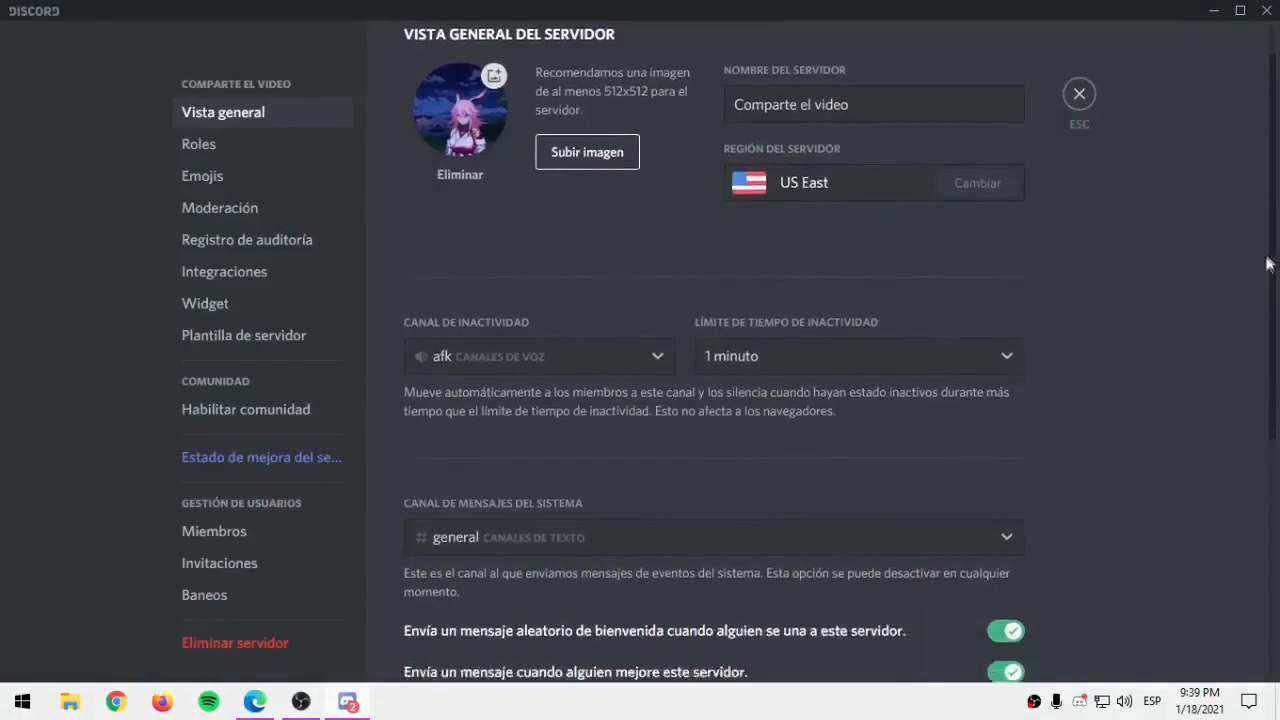 DISCORD
COMPARTE EL VIDEO
Vista general
Roles
Emojis
Moderación
Registro de auditoría
Integraciones
Widget
Plantilla de servidor
COMUNIDAD
Habilitar comunidad
Estado de mejora del se...
GESTIÓN DE USUARIOS
Miembros
Invitaciones
Baneos
Eliminar servidor
VISTA GENERAL DEL SERVIDOR
Eliminar
Recomendamos una imagen
de al menos 512x512 para el
servidor.
Subir imagen
NOMBRE DEL SERVIDOR
Comparte el video
REGIÓN DEL SERVIDOR
US East
Cambiar
ESC
CANAL DE INACTIVIDAD
afk CANALES DE VOZ
LÍMITE DE TIEMPO DE INACTIVIDAD
1 minuto
Mueve automáticamente a los miembros a este canal y los silencia cuando hayan estado inactivos durante más
tiempo que el límite de tiempo de inactividad. Esto no afecta a los navegadores.
CANAL DE MENSAJES DEL SISTEMA
# general CANALES DE TEXTO
Este es el canal al que enviamos mensajes de eventos del sistema. Esta opción se puede desactivar en cualquier
momento.
Envía un mensaje aleatorio de bienvenida cuando alguien se una a este servidor.
Envía un mensaje cuando alguien mejore este servidor.
2
ESP
9:39 PM
1/18/2021